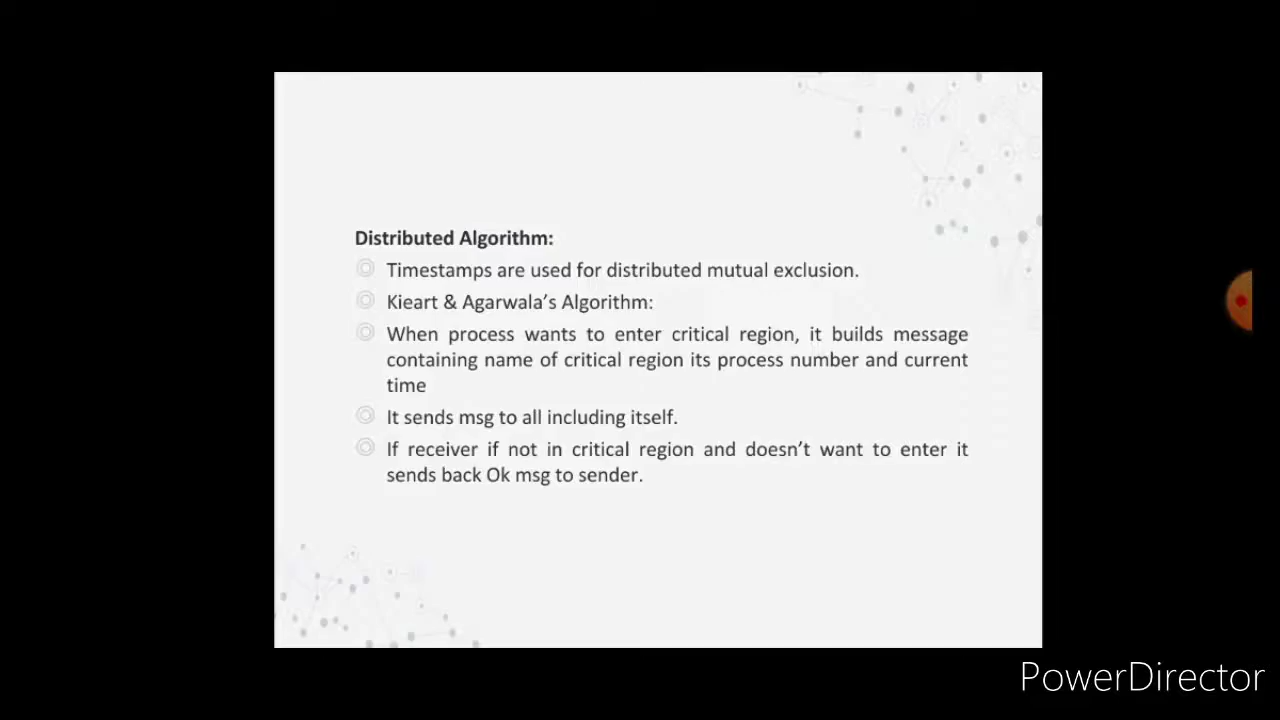 Distributed Algorithm:
Timestamps are used for distributed mutual exclusion.
Kieart & Agarwala's Algorithm:
When process wants to enter critical region, it builds message
containing name of critical region its process number and current
time
It sends msg to all including itself.
If receiver if not in critical region and doesn't want to enter it
sends back Ok msg to sender.
PowerDirector